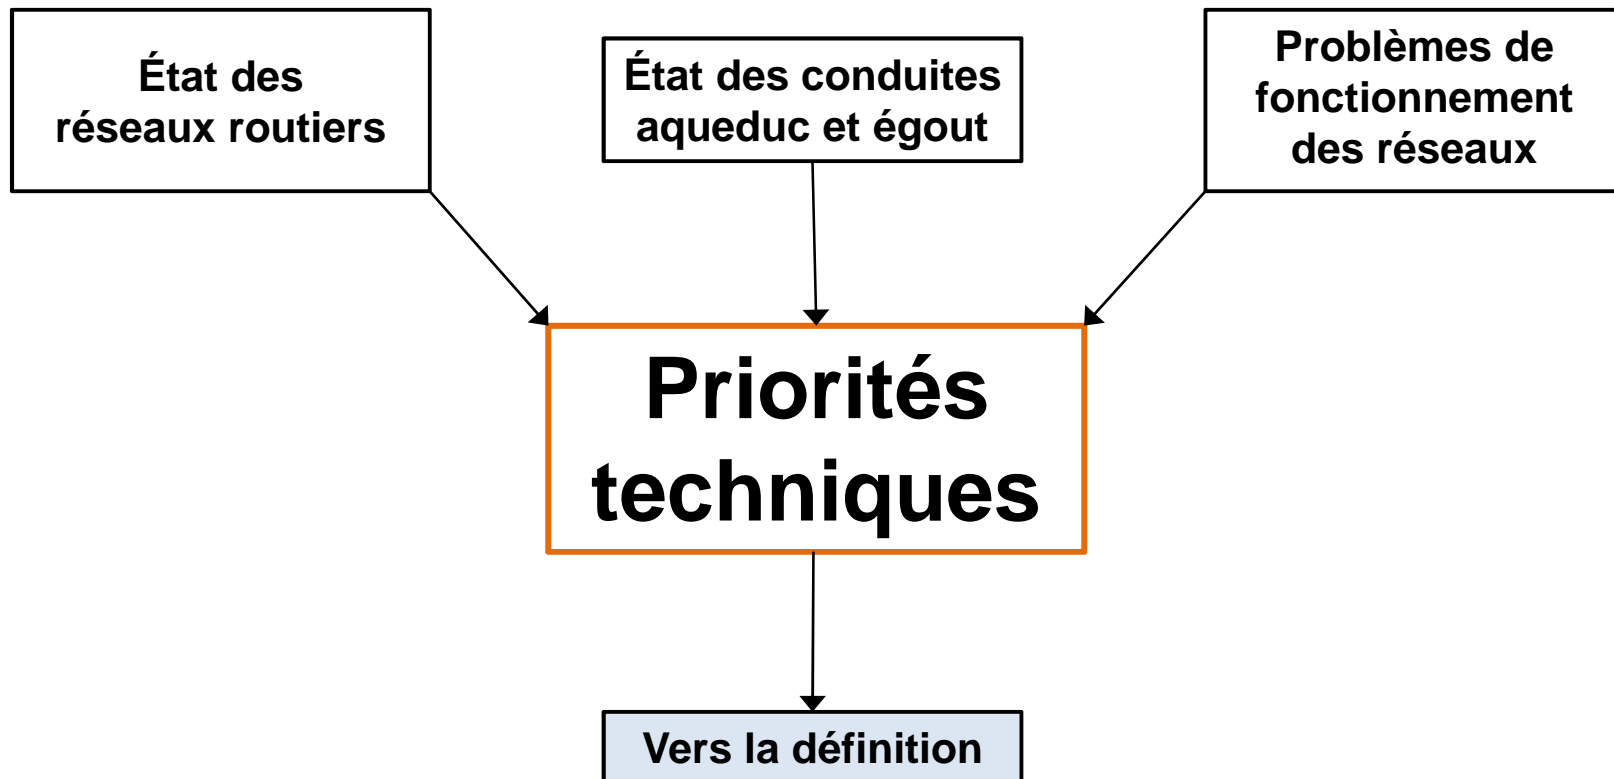 État des
réseaux routiers
État des conduites
aqueduc et égout
Problèmes de
fonctionnement
des réseaux
Priorités
techniques
Vers la définition